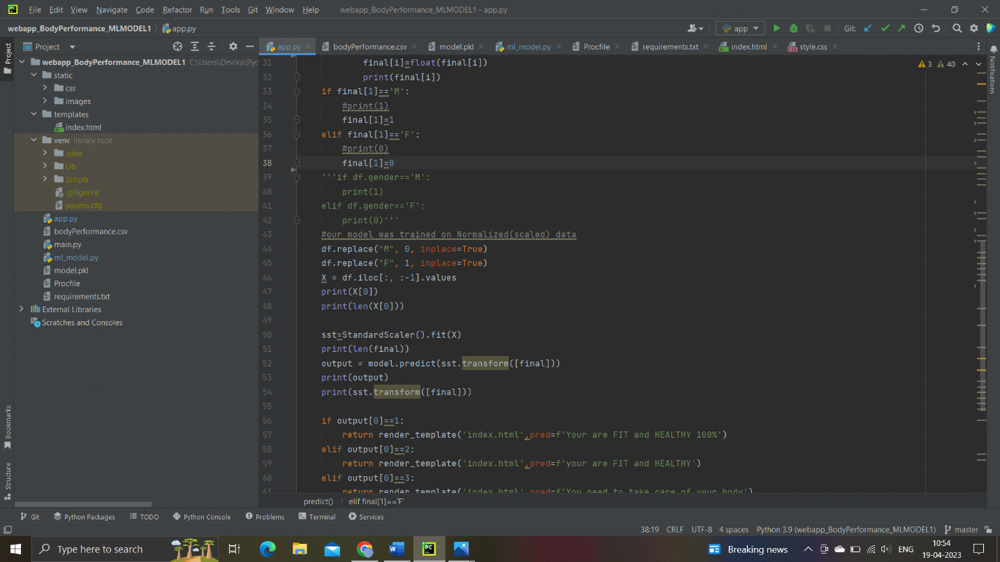 PC File Edit View Navigate Code Refactor Run Tools Git Window Help webapp_BodyPerformance_MLMODEL1 - app.py
webapp_BodyPerformance_MLMODEL1 app.py app Git:
Project app.py bodyPerformance.csv model.pkl ml_model.py Procfile requirements.txt index.html style.css
Project
Bookmarks
Structure
Notifications
webapp_BodyPerformance_MLMODEL1 C:\Users\Devika\Pyc
static
css
images
templates
index.html
venv library root
.idea
Lib
Scripts
.gitignore
pyvenv.cfg
app.py
bodyPerformance.csv
main.py
ml_model.py
model.pkl
Procfile
requirements.txt
External Libraries
Scratches and Consoles
3 40
31 final[i]=float(final[i])
32 print(final[i])
33 if final[1]=='M':
34 #print(1)
35 final[1]=1
36 elif final[1]=='F':
37 #print(0)
38 final[1]=0
39 '''if df.gender=='M':
40 print(1)
41 elif df.gender=='F':
42 print(0)'''
43 #our model was trained on Normalized(scaled) data
44 df.replace("M", 0, inplace=True)
45 df.replace("F", 1, inplace=True)
46 X = df.iloc[:, :-1].values
47 print(X[0])
48 print(len(X[0]))
49
50 sst=StandardScaler().fit(X)
51 print(len(final))
52 output = model.predict(sst.transform([final]))
53 print(output)
54 print(sst.transform([final]))
55
56 if output[0]==1:
57 return render_template('index.html',pred=f'Your are FIT and HEALTHY 100%')
58 elif output[0]==2:
59 return render_template('index.html',pred=f'your are FIT and HEALTHY')
60 elif output[0]==3:
61 return render_template('index.html',pred=f'You need to take care of your body')
predict() elif final[1]=='F'
Git Python Packages TODO Python Console Problems Terminal Services
38:19 CRLF UTF-8 4 spaces Python 3.9 (webapp_BodyPerformance_MLMODEL1) master
Type here to search Breaking news ENG 10:54
19-04-2023